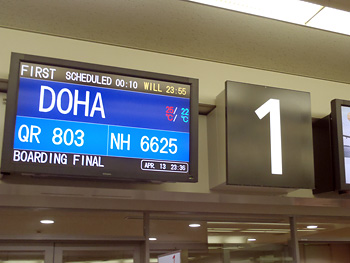 FIRST SCHEDULED 00:10 WILL 23:55
DOHA 26℃ / 22℃
QR 803 NH 6625
BOARDING FINAL APR. 13 23:36
1